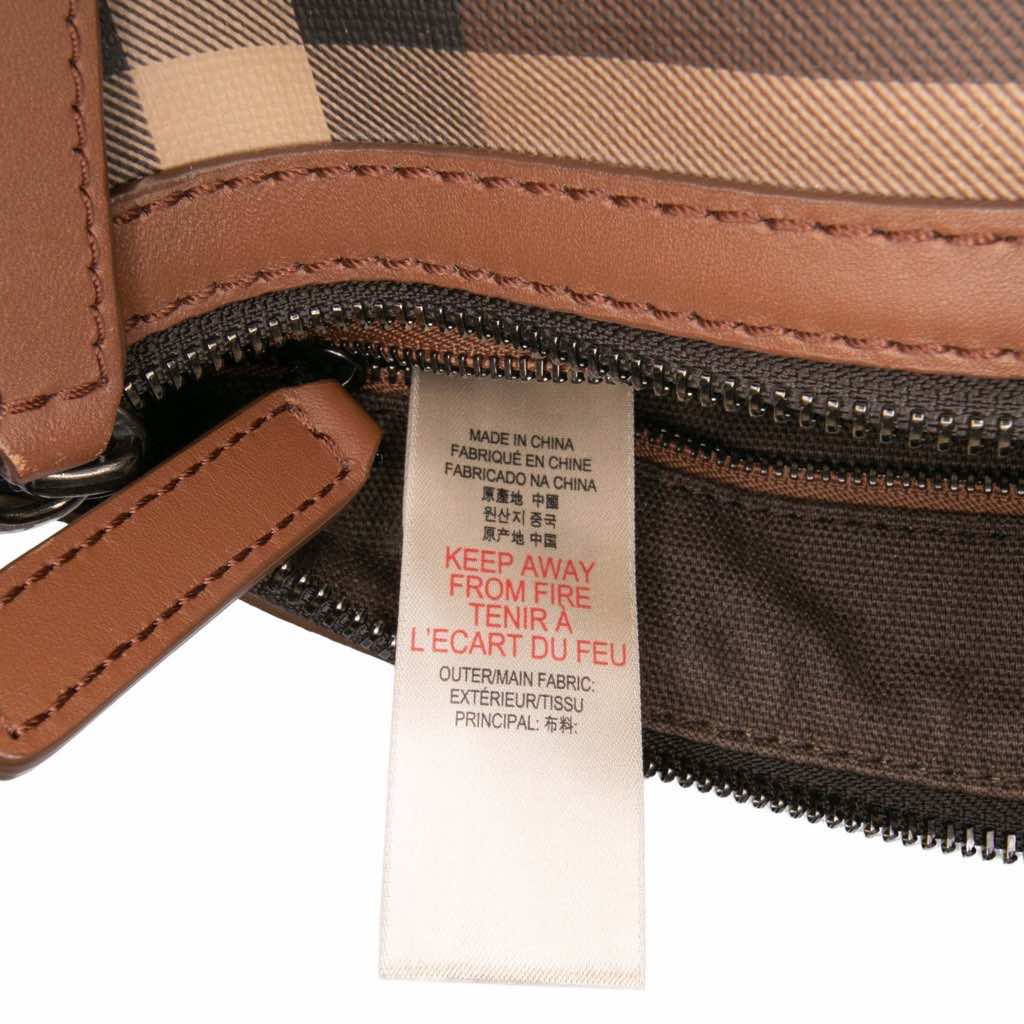 MADE IN CHINA
FABRIQUÉ EN CHINE
FABRICADO NA CHINA
原產地 中國
원산지 중국
原产地 中国
KEEP AWAY
FROM FIRE
TENIR À
L'ECART DU FEU
OUTER/MAIN FABRIC:
EXTÉRIEUR/TISSU
PRINCIPAL: 布料: